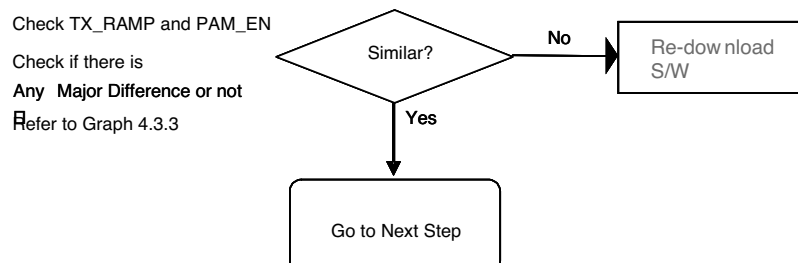 Check TX_RAMP and PAM_EN
Check if there is
Any Major Difference or not
Refer to Graph 4.3.3
Similar?
No
Re-dow nload
S/W
Yes
Go to Next Step